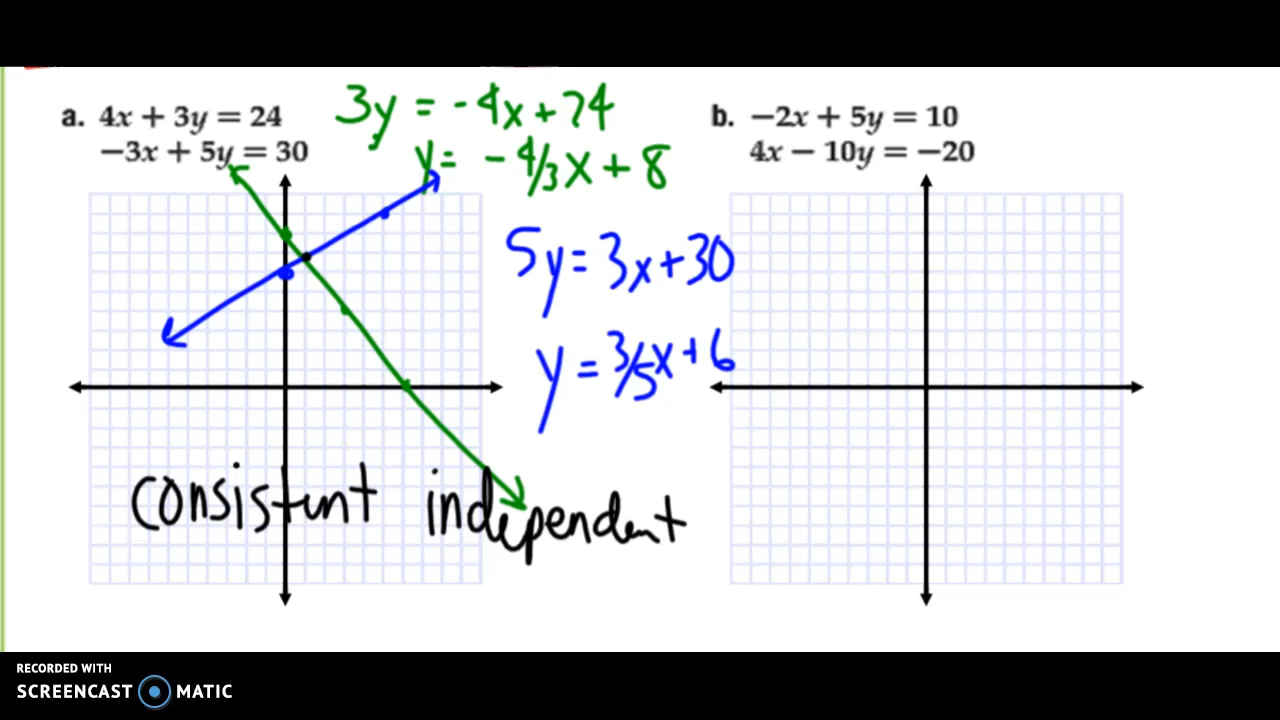 a. 4x + 3y = 24
−3x + 5y = 30
3y = -4x + 24
y = -4/3x + 8
5y = 3x + 30
y = 3/5x + 6
consistent independent
b. −2x + 5y = 10
4x − 10y = −20
RECORDED WITH
SCREENCAST MATIC